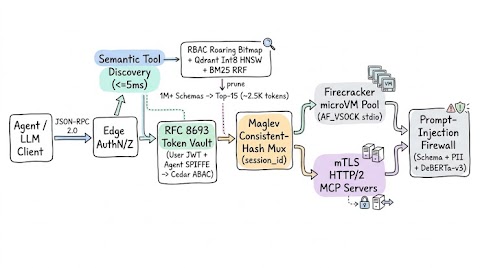 Semantic Tool
Discovery
(<=5ms)
RBAC Roaring Bitmap
+ Qdrant Int8 HNSW
+ BM25 RRF
prune
1M+ Schemas -> Top-15 (~2.5K tokens)
Agent /
LLM
Client
JSON-RPC
2.0
Edge
AuthN/Z
RFC 8693
Token Vault
(User JWT +
Agent SPIFFE
-> Cedar ABAC)
Maglev
Consistent-
Hash Mux
(session_id)
Firecracker
microVM Pool
(AF_VSOCK stdio)
mTLS
HTTP/2
MCP Servers
Prompt-
Injection
Firewall
(Schema + PII
+ DeBERTa-v3)